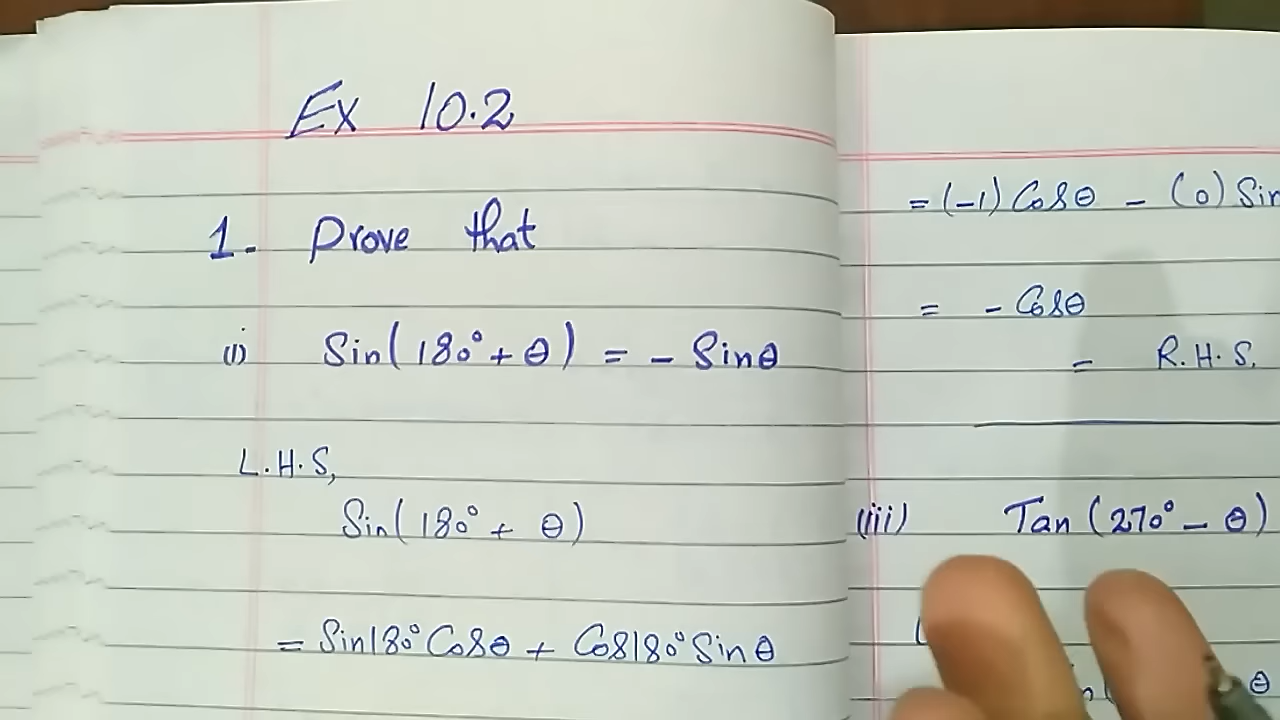 Ex 10.2
1. Prove that
(i) Sin(180° + θ) = - Sinθ
L.H.S,
Sin(180° + θ)
= Sin180° Cosθ + Cos180° Sinθ
= (-1) Cosθ - (0) Sin
= - Cosθ
= R.H.S.
(iii) Tan (270° - θ)
θ